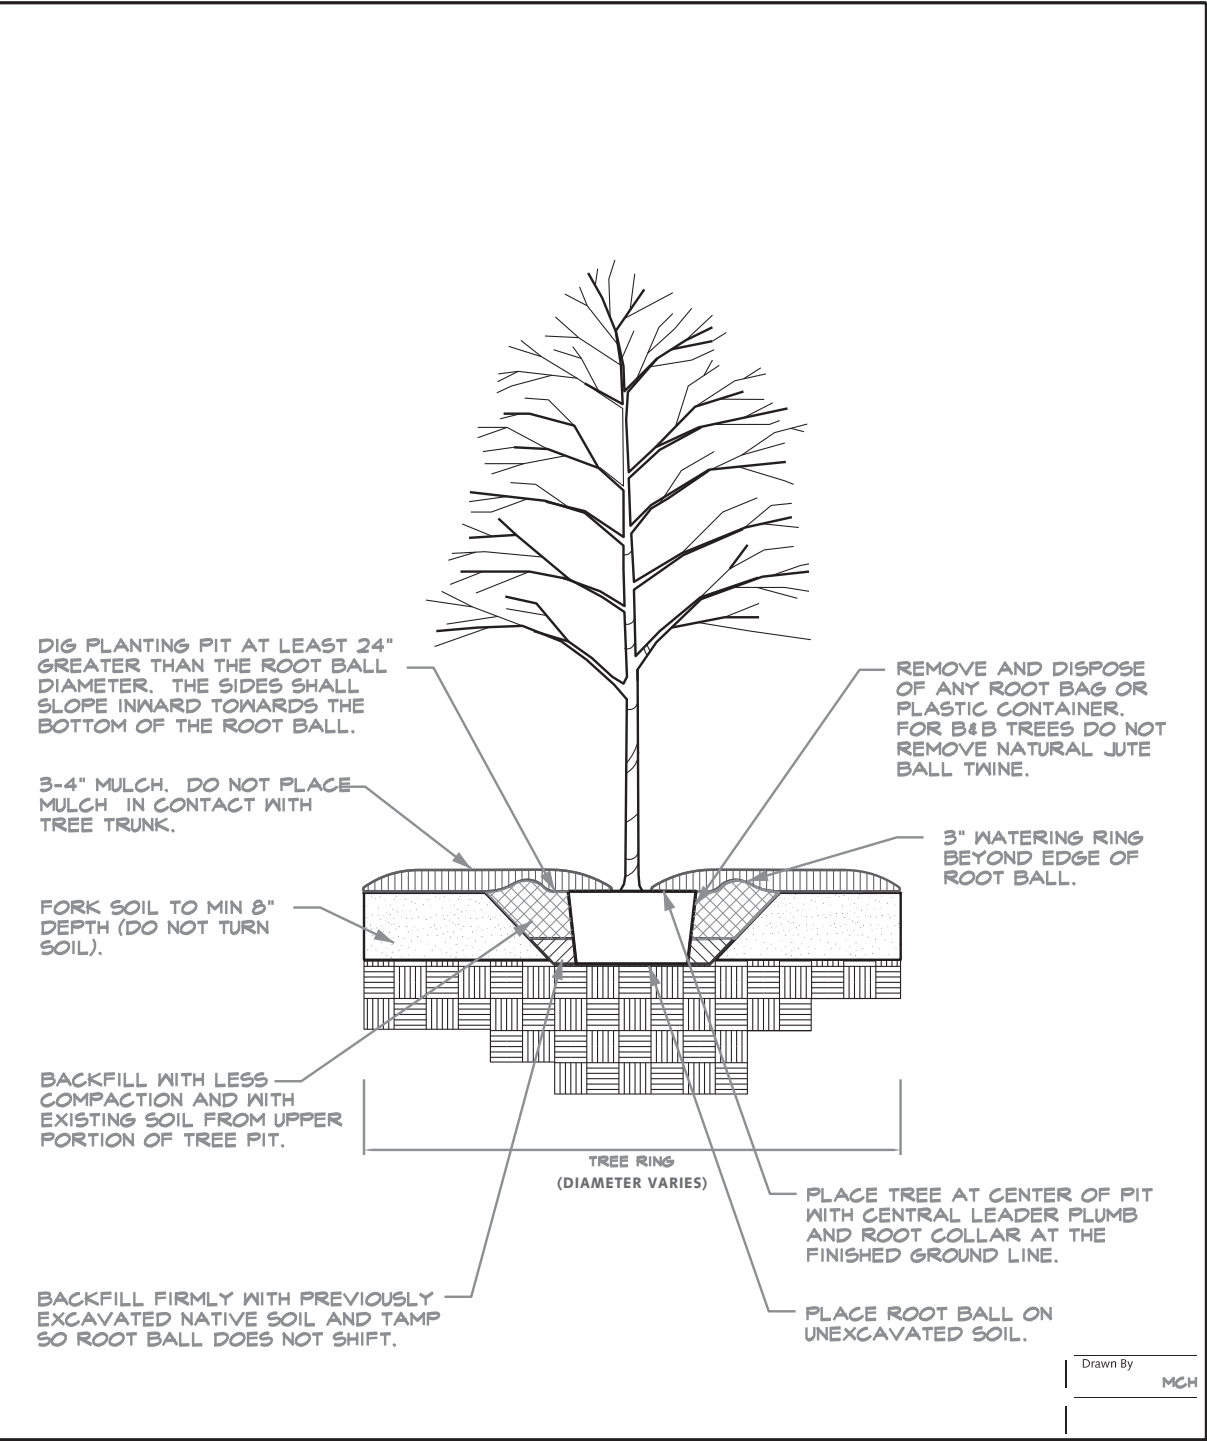 DIG PLANTING PIT AT LEAST 24"
GREATER THAN THE ROOT BALL
DIAMETER. THE SIDES SHALL
SLOPE INWARD TOWARDS THE
BOTTOM OF THE ROOT BALL.
3-4" MULCH. DO NOT PLACE
MULCH IN CONTACT WITH
TREE TRUNK.
FORK SOIL TO MIN 8"
DEPTH (DO NOT TURN
SOIL).
BACKFILL WITH LESS
COMPACTION AND WITH
EXISTING SOIL FROM UPPER
PORTION OF TREE PIT.
BACKFILL FIRMLY WITH PREVIOUSLY
EXCAVATED NATIVE SOIL AND TAMP
SO ROOT BALL DOES NOT SHIFT.
TREE RING
(DIAMETER VARIES)
REMOVE AND DISPOSE
OF ANY ROOT BAG OR
PLASTIC CONTAINER.
FOR B&B TREES DO NOT
REMOVE NATURAL JUTE
BALL TWINE.
3" WATERING RING
BEYOND EDGE OF
ROOT BALL.
PLACE TREE AT CENTER OF PIT
WITH CENTRAL LEADER PLUMB
AND ROOT COLLAR AT THE
FINISHED GROUND LINE.
PLACE ROOT BALL ON
UNEXCAVATED SOIL.
Drawn By
MCH